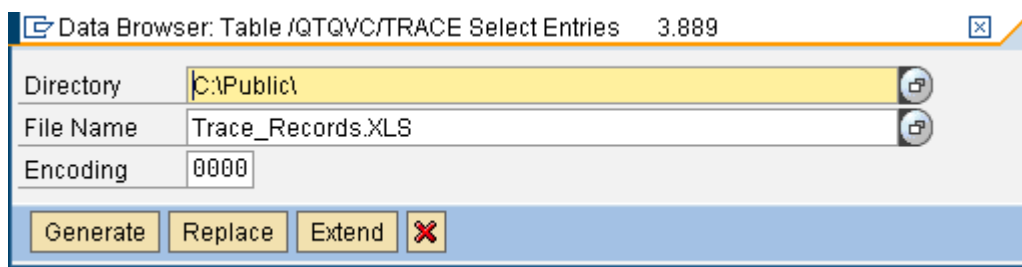 Data Browser: Table /QTQVC/TRACE Select Entries 3.889
Directory C:\Public\
File Name Trace_Records.XLS
Encoding 0000
Generate Replace Extend